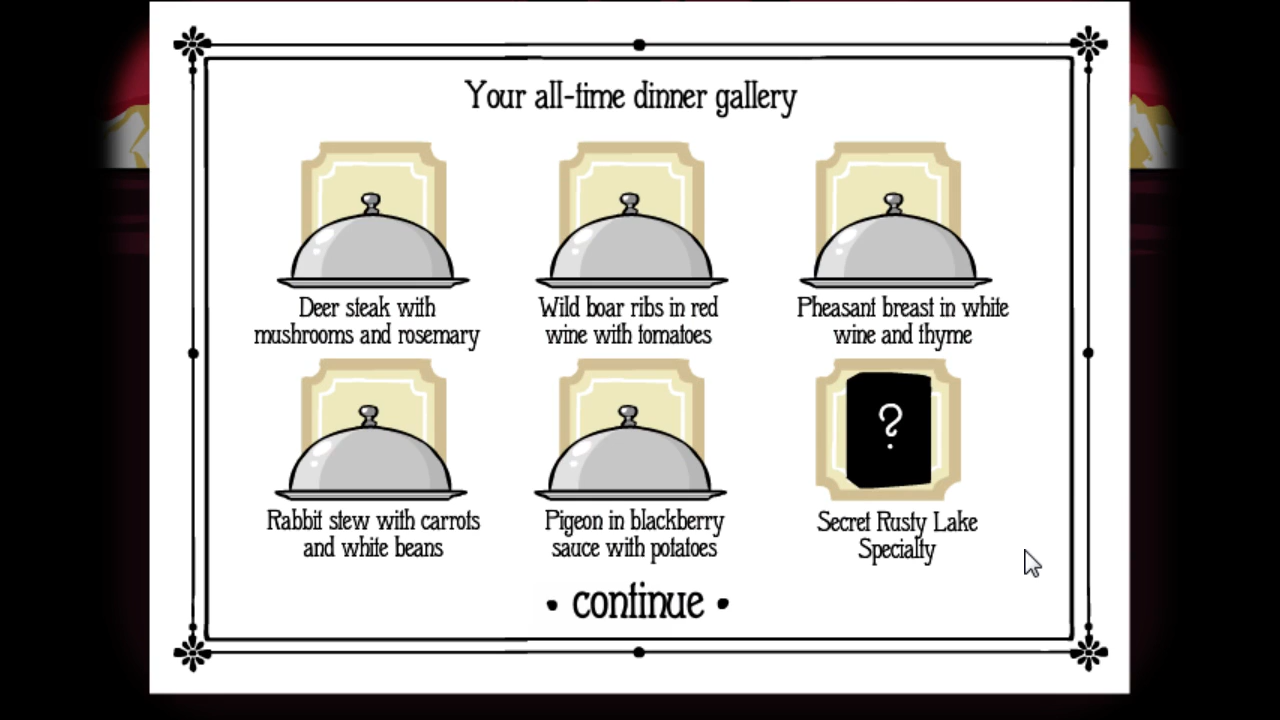 Your all-time dinner gallery
Deer steak with
mushrooms and rosemary
Wild boar ribs in red
wine with tomatoes
Pheasant breast in white
wine and thyme
?
Rabbit stew with carrots
and white beans
Pigeon in blackberry
sauce with potatoes
Secret Rusty Lake
Specialty
• continue •